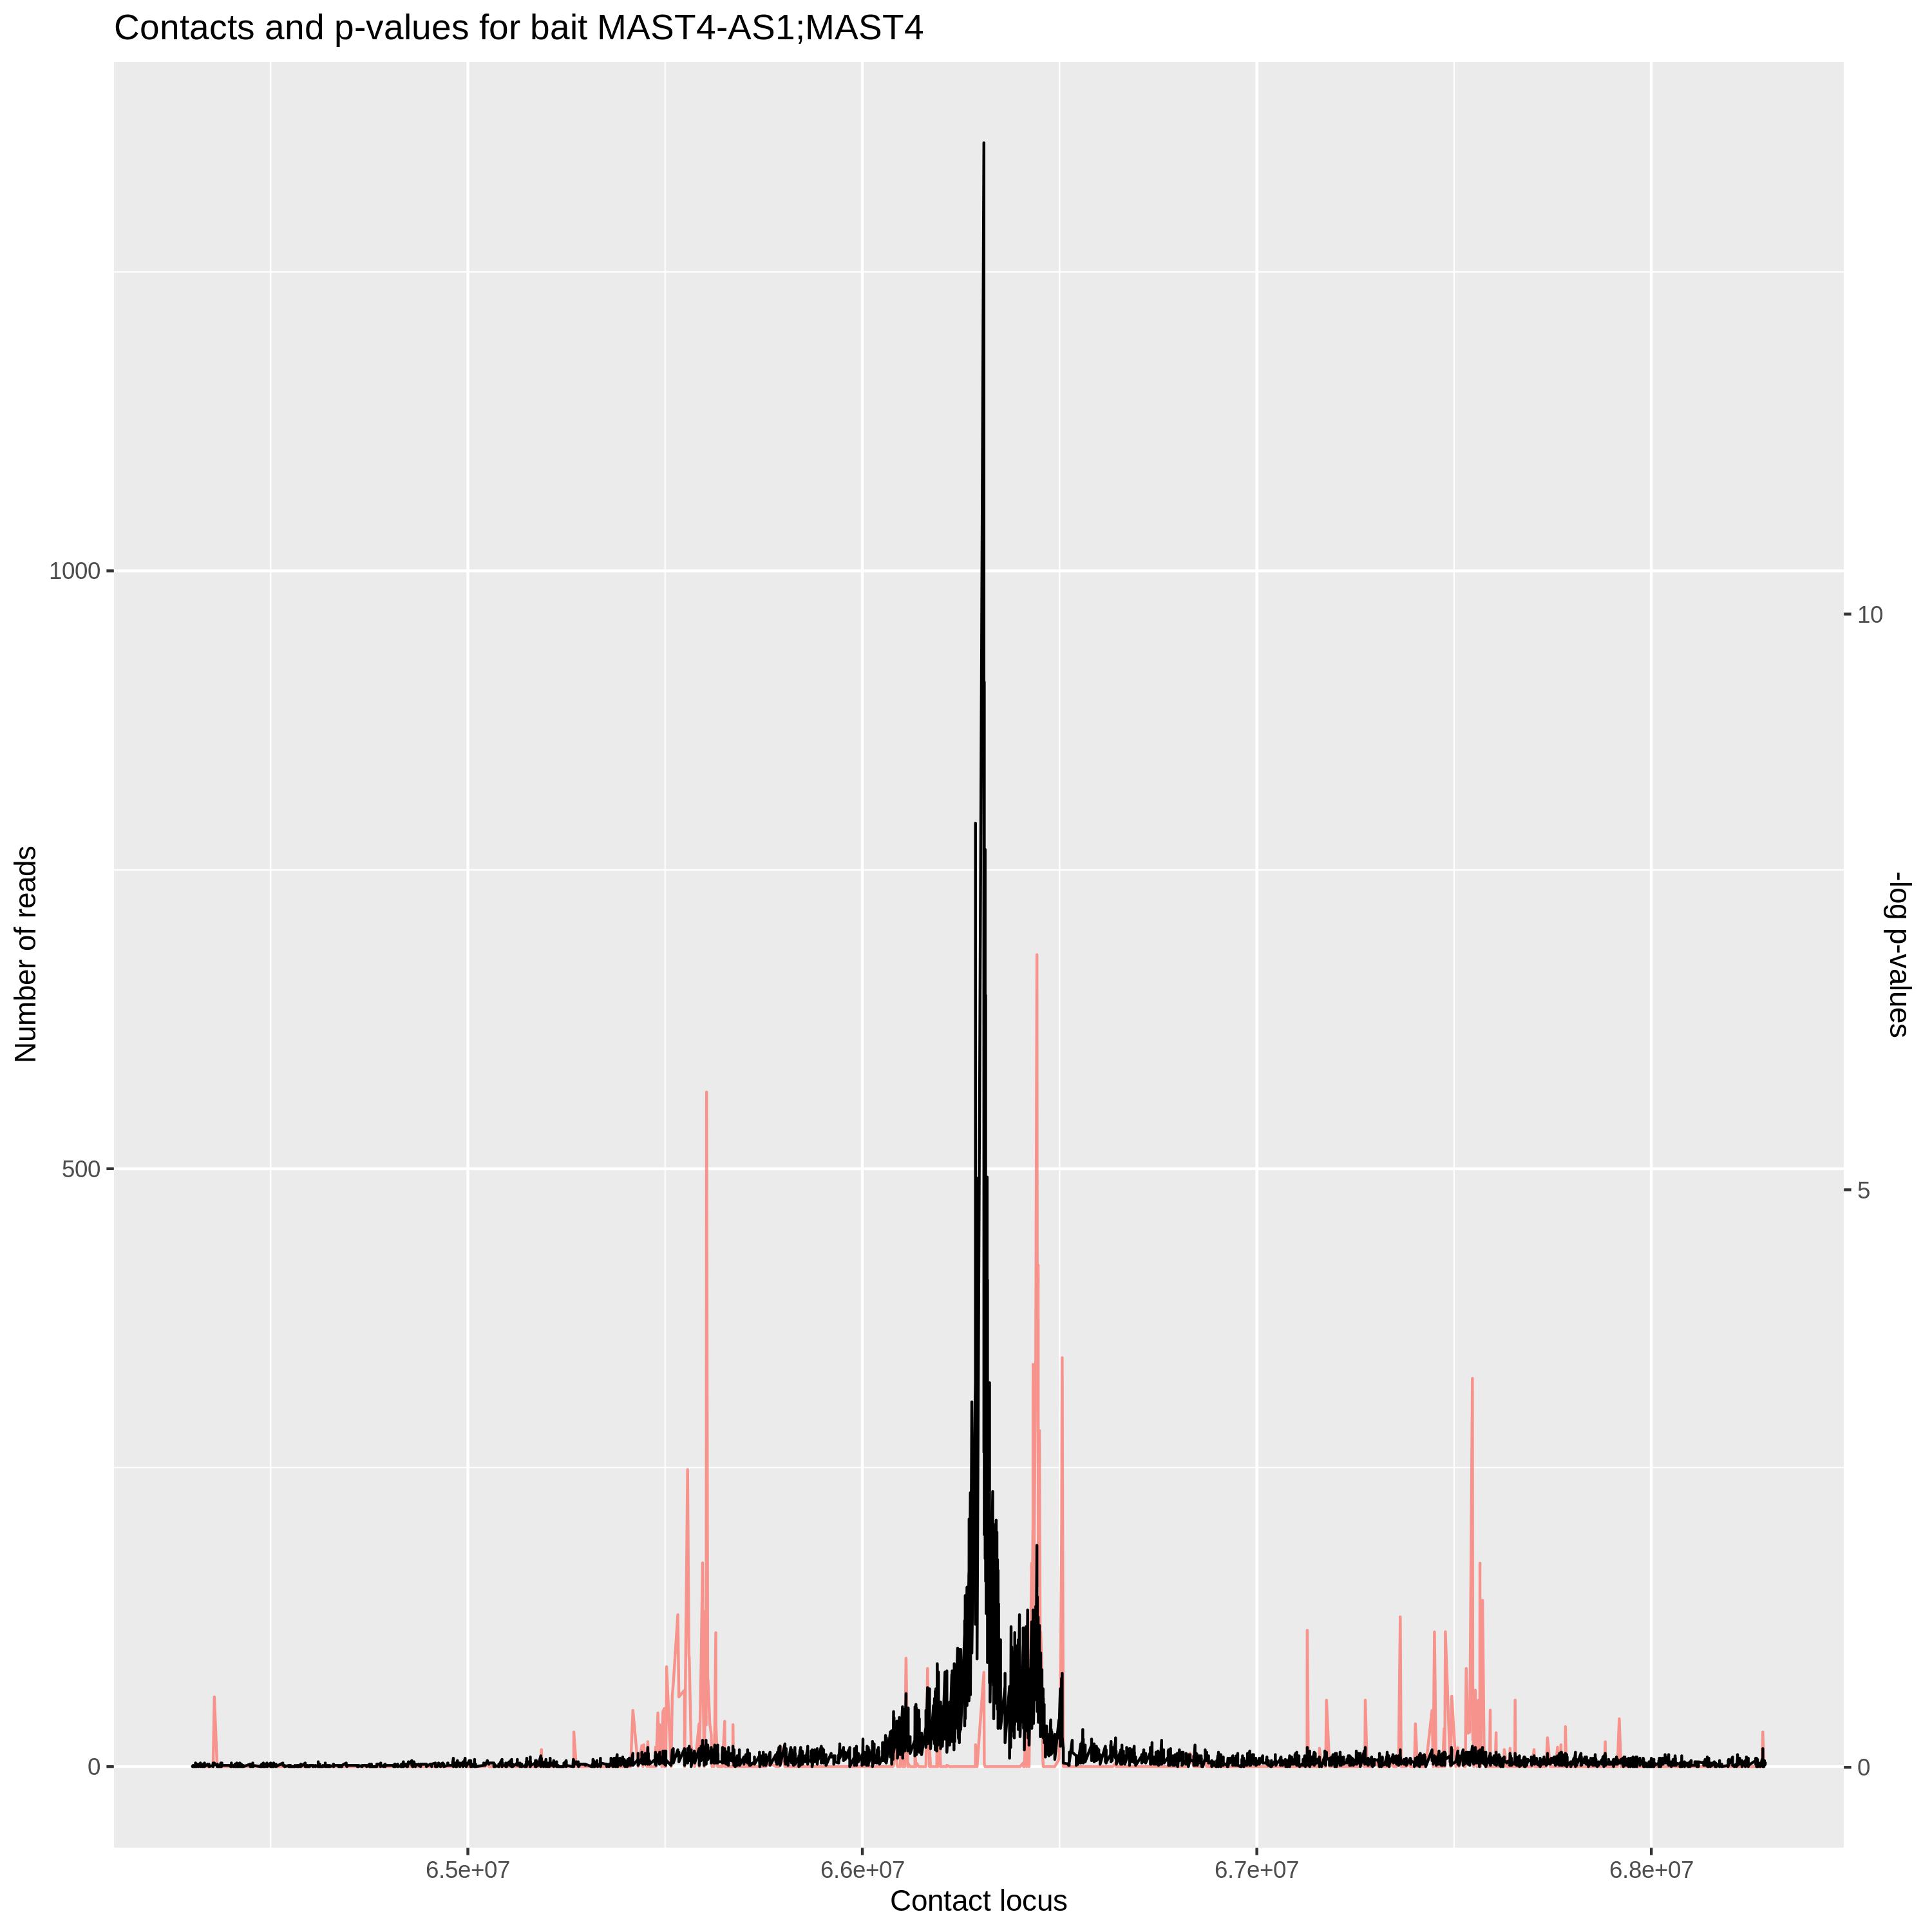 Contacts and p-values for bait MAST4-AS1;MAST4
Number of reads
1000
500
0
10
5
0
-log p-values
6.5e+07
6.6e+07
6.7e+07
6.8e+07
Contact locus